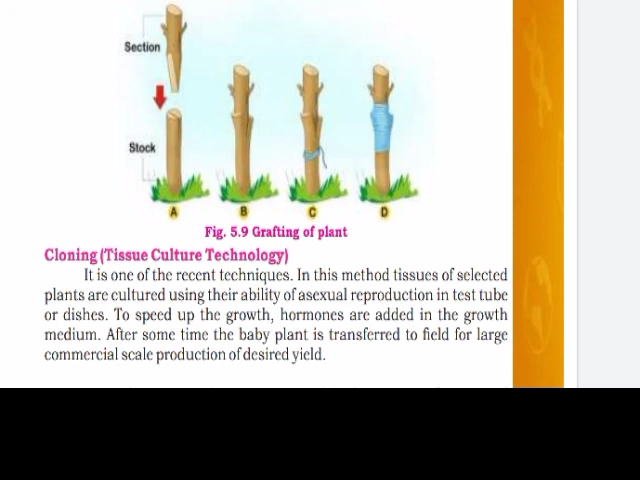 Section
Stock
A B C D
Fig. 5.9 Grafting of plant
Cloning (Tissue Culture Technology)
It is one of the recent techniques. In this method tissues of selected
plants are cultured using their ability of asexual reproduction in test tube
or dishes. To speed up the growth, hormones are added in the growth
medium. After some time the baby plant is transferred to field for large
commercial scale production of desired yield.